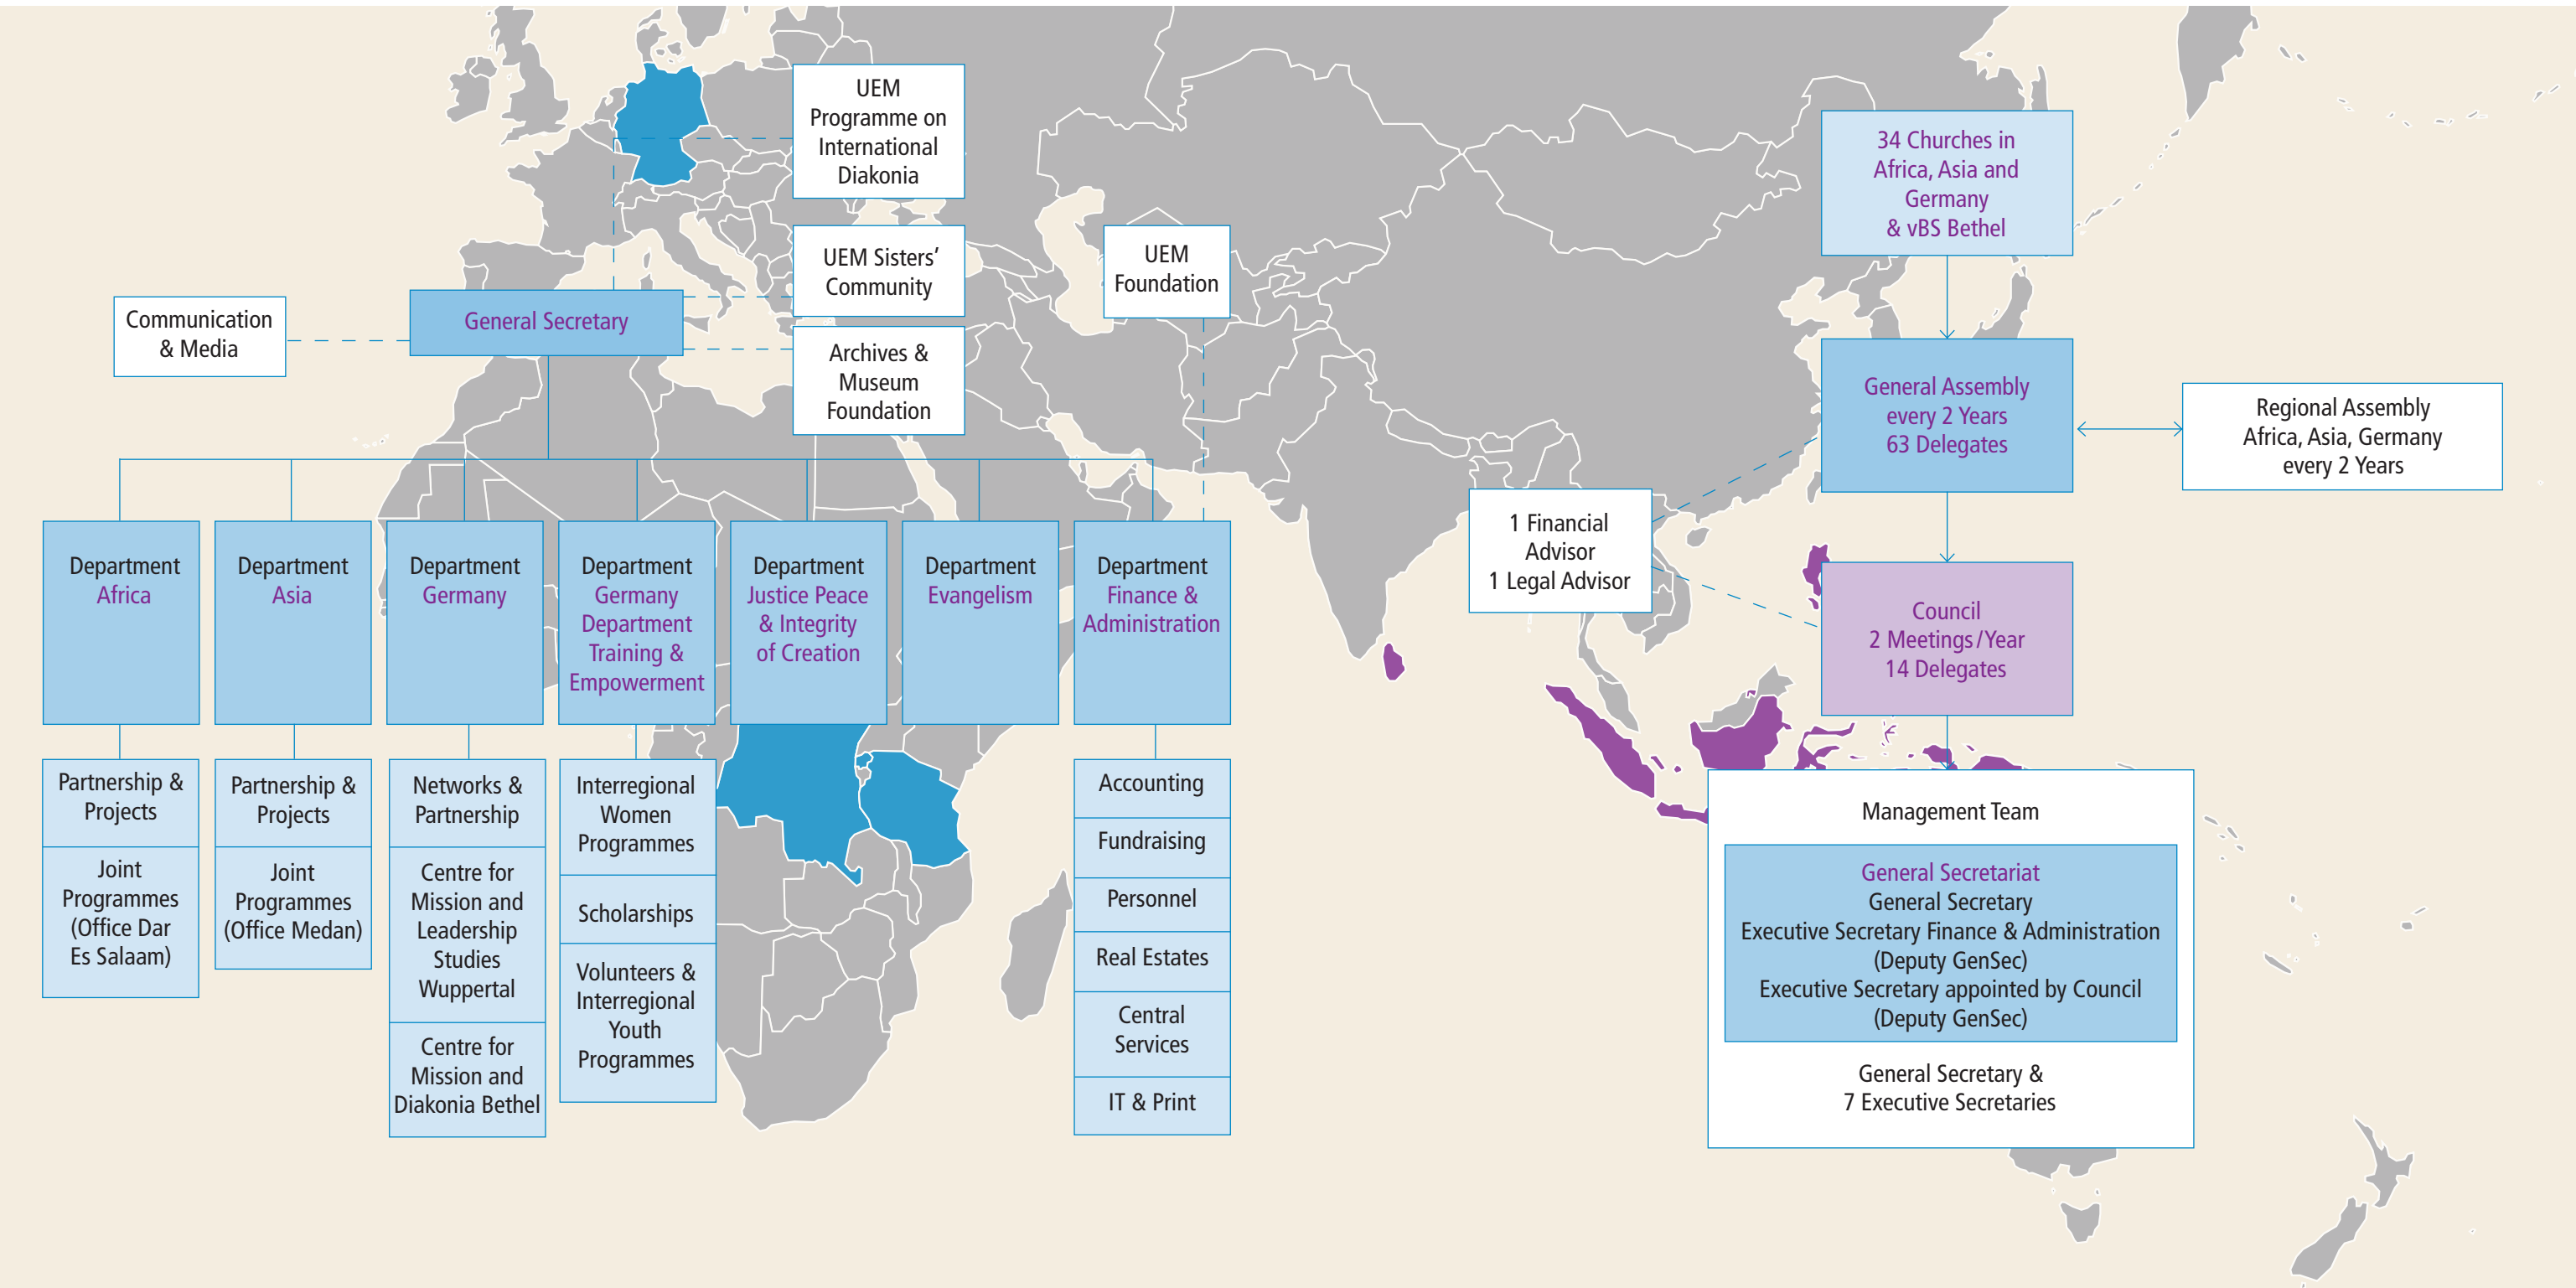 UEM
Programme on
International
Diakonia
UEM Sisters’
Community
Archives &
Museum
Foundation
UEM
Foundation
Communication
& Media
General Secretary
Department
Africa
Department
Asia
Department
Germany
Department
Germany
Department
Training &
Empowerment
Department
Justice Peace
& Integrity
of Creation
Department
Evangelism
Department
Finance &
Administration
Partnership &
Projects
Joint
Programmes
(Office Dar
Es Salaam)
Partnership &
Projects
Joint
Programmes
(Office Medan)
Networks &
Partnership
Centre for
Mission and
Leadership
Studies
Wuppertal
Centre for
Mission and
Diakonia Bethel
Interregional
Women
Programmes
Scholarships
Volunteers &
Interregional
Youth
Programmes
Accounting
Fundraising
Personnel
Real Estates
Central
Services
IT & Print
34 Churches in
Africa, Asia and
Germany
& vBS Bethel
General Assembly
every 2 Years
63 Delegates
Regional Assembly
Africa, Asia, Germany
every 2 Years
1 Financial
Advisor
1 Legal Advisor
Council
2 Meetings/Year
14 Delegates
Management Team
General Secretariat
General Secretary
Executive Secretary Finance & Administration
(Deputy GenSec)
Executive Secretary appointed by Council
(Deputy GenSec)
General Secretary &
7 Executive Secretaries